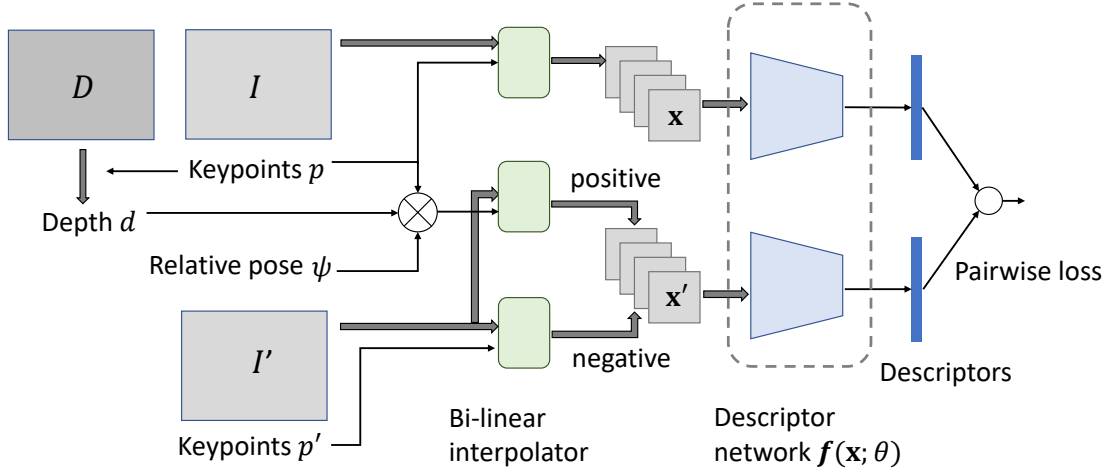 D
I
x
Keypoints p
positive
Depth d
Relative pose ψ
x′
Pairwise loss
I'
negative
Descriptors
Keypoints p′
Bi-linear
interpolator
Descriptor
network f(x; θ)